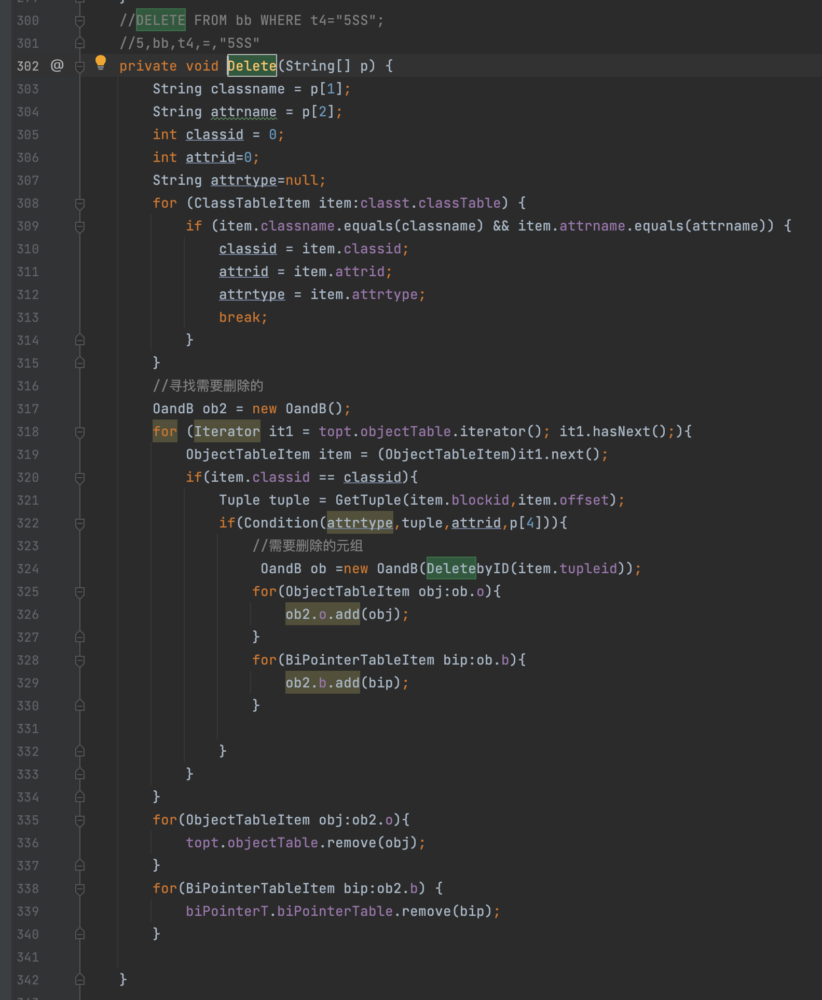 300 //DELETE FROM bb WHERE t4="5SS";
301 //5,bb,t4,=,"5SS"
302 @ private void Delete(String[] p) {
303 String classname = p[1];
304 String attrname = p[2];
305 int classid = 0;
306 int attrid=0;
307 String attrtype=null;
308 for (ClassTableItem item:classt.classTable) {
309 if (item.classname.equals(classname) && item.attrname.equals(attrname)) {
310 classid = item.classid;
311 attrid = item.attrid;
312 attrtype = item.attrtype;
313 break;
314 }
315 }
316 //寻找需要删除的
317 OandB ob2 = new OandB();
318 for (Iterator it1 = topt.objectTable.iterator(); it1.hasNext();){
319 ObjectTableItem item = (ObjectTableItem)it1.next();
320 if(item.classid == classid){
321 Tuple tuple = GetTuple(item.blockid,item.offset);
322 if(Condition(attrtype,tuple,attrid,p[4])){
323 //需要删除的元组
324 OandB ob =new OandB(DeletebyID(item.tupleid));
325 for(ObjectTableItem obj:ob.o){
326 ob2.o.add(obj);
327 }
328 for(BiPointerTableItem bip:ob.b){
329 ob2.b.add(bip);
330 }
331
332 }
333 }
334 }
335 for(ObjectTableItem obj:ob2.o){
336 topt.objectTable.remove(obj);
337 }
338 for(BiPointerTableItem bip:ob2.b) {
339 biPointerT.biPointerTable.remove(bip);
340 }
341
342 }